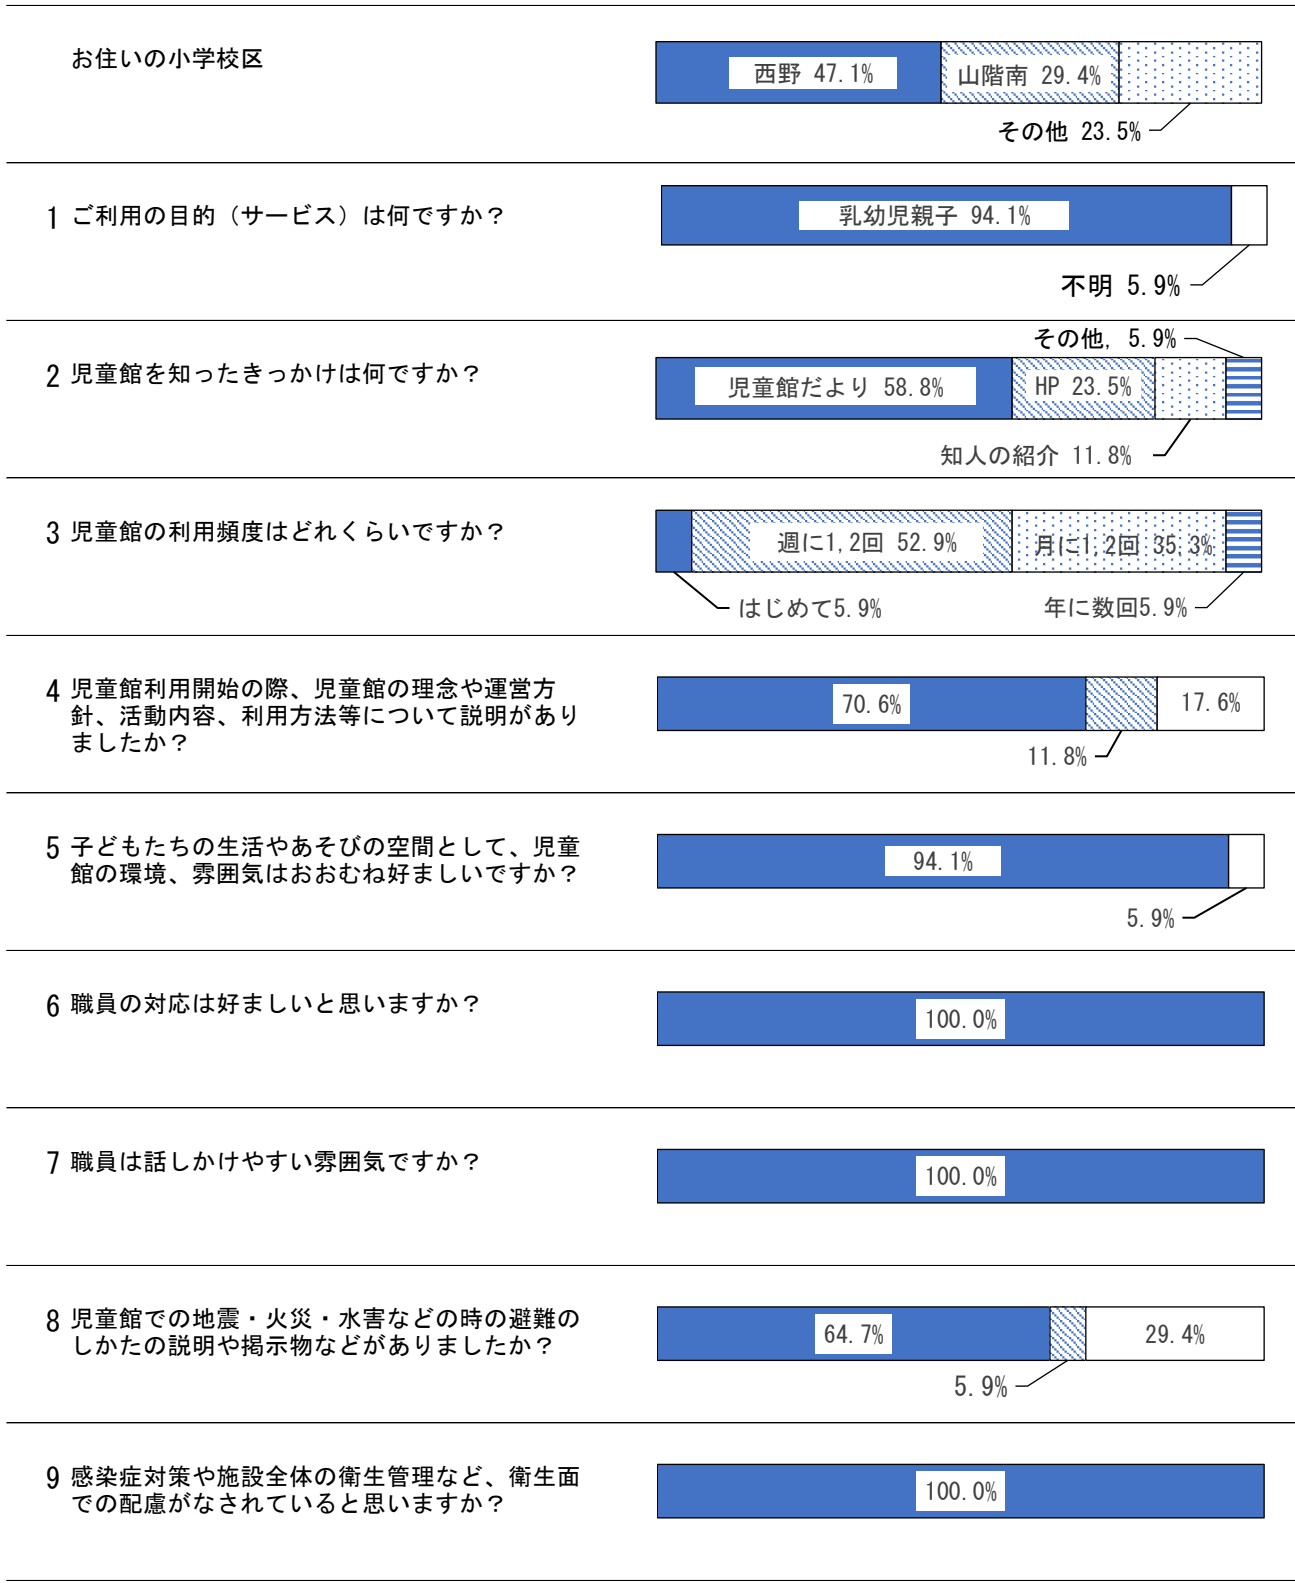 お住いの小学校区
西野 47.1%
山階南 29.4%
その他 23.5%
1 ご利用の目的（サービス）は何ですか？
乳幼児親子 94.1%
不明 5.9%
その他, 5.9%
2 児童館を知ったきっかけは何ですか？
児童館だより 58.8%
HP 23.5%
知人の紹介 11.8%
3 児童館の利用頻度はどれくらいですか？
週に1,2回 52.9%
月に1,2回 35.3%
はじめて5.9%
年に数回5.9%
4 児童館利用開始の際、児童館の理念や運営方
針、活動内容、利用方法等について説明があり
ましたか？
70.6%
17.6%
11.8%
5 子どもたちの生活やあそびの空間として、児童
館の環境、雰囲気はおおむね好ましいですか？
94.1%
5.9%
6 職員の対応は好ましいと思いますか？
100.0%
7 職員は話しかけやすい雰囲気ですか？
100.0%
8 児童館での地震・火災・水害などの時の避難の
しかたの説明や掲示物などがありましたか？
64.7%
29.4%
5.9%
9 感染症対策や施設全体の衛生管理など、衛生面
での配慮がなされていると思いますか？
100.0%